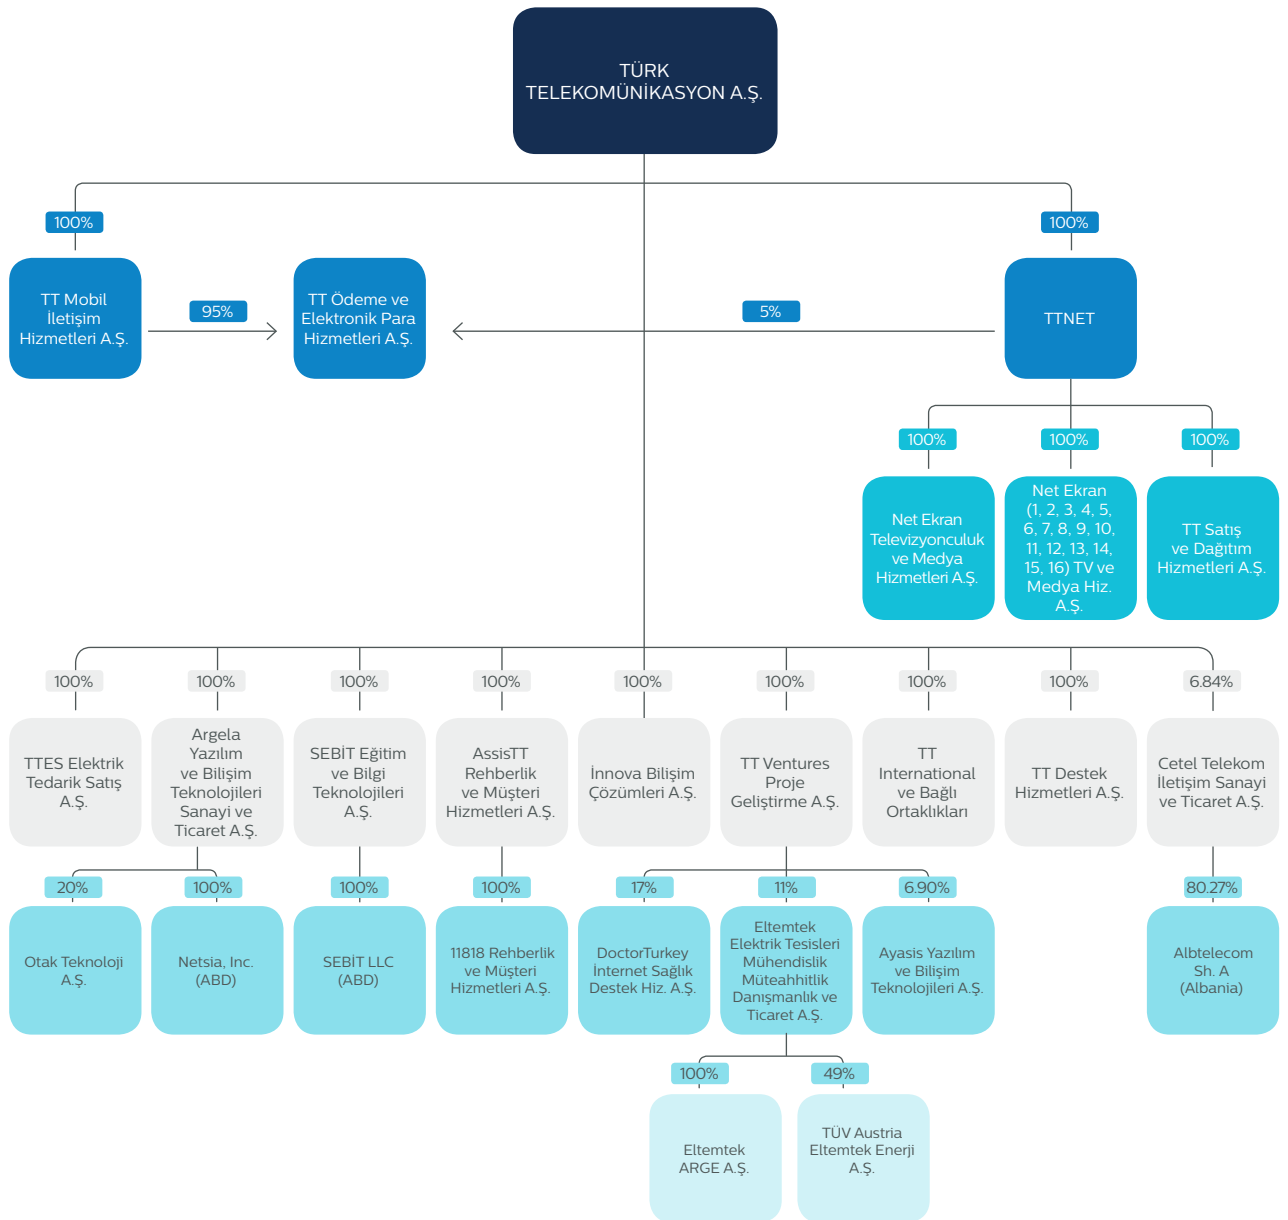 TÜRK
TELEKOMÜNİKASYON A.Ş.
100%
100%
TT Mobil
İletişim
Hizmetleri A.Ş.
95%
TT Ödeme ve
Elektronik Para
Hizmetleri A.Ş.
5%
TTNET
100%
100%
100%
Net Ekran
Televizyonculuk
ve Medya
Hizmetleri A.Ş.
Net Ekran
(1, 2, 3, 4, 5,
6, 7, 8, 9, 10,
11, 12, 13, 14,
15, 16) TV ve
Medya Hiz.
A.Ş.
TT Satış
ve Dağıtım
Hizmetleri A.Ş.
100%
100%
100%
100%
100%
100%
100%
100%
6.84%
TTES Elektrik
Tedarik Satış
A.Ş.
Argela
Yazılım
ve Bilişim
Teknolojileri
Sanayi ve
Ticaret A.Ş.
SEBİT Eğitim
ve Bilgi
Teknolojileri
A.Ş.
AssisTT
Rehberlik
ve Müşteri
Hizmetleri A.Ş.
İnnova Bilişim
Çözümleri A.Ş.
TT Ventures
Proje
Geliştirme A.Ş.
TT
International
ve Bağlı
Ortaklıkları
TT Destek
Hizmetleri A.Ş.
Cetel Telekom
İletişim Sanayi
ve Ticaret A.Ş.
20%
100%
100%
100%
17%
11%
6.90%
80.27%
Otak Teknoloji
A.Ş.
Netsia, Inc.
(ABD)
SEBİT LLC
(ABD)
11818 Rehberlik
ve Müşteri
Hizmetleri A.Ş.
DoctorTurkey
İnternet Sağlık
Destek Hiz. A.Ş.
Eltemtek
Elektrik Tesisleri
Mühendislik
Müteahhitlik
Danışmanlık ve
Ticaret A.Ş.
Ayasis Yazılım
ve Bilişim
Teknolojileri A.Ş.
Albtelecom
Sh. A
(Albania)
100%
49%
Eltemtek
ARGE A.Ş.
TÜV Austria
Eltemtek Enerji
A.Ş.